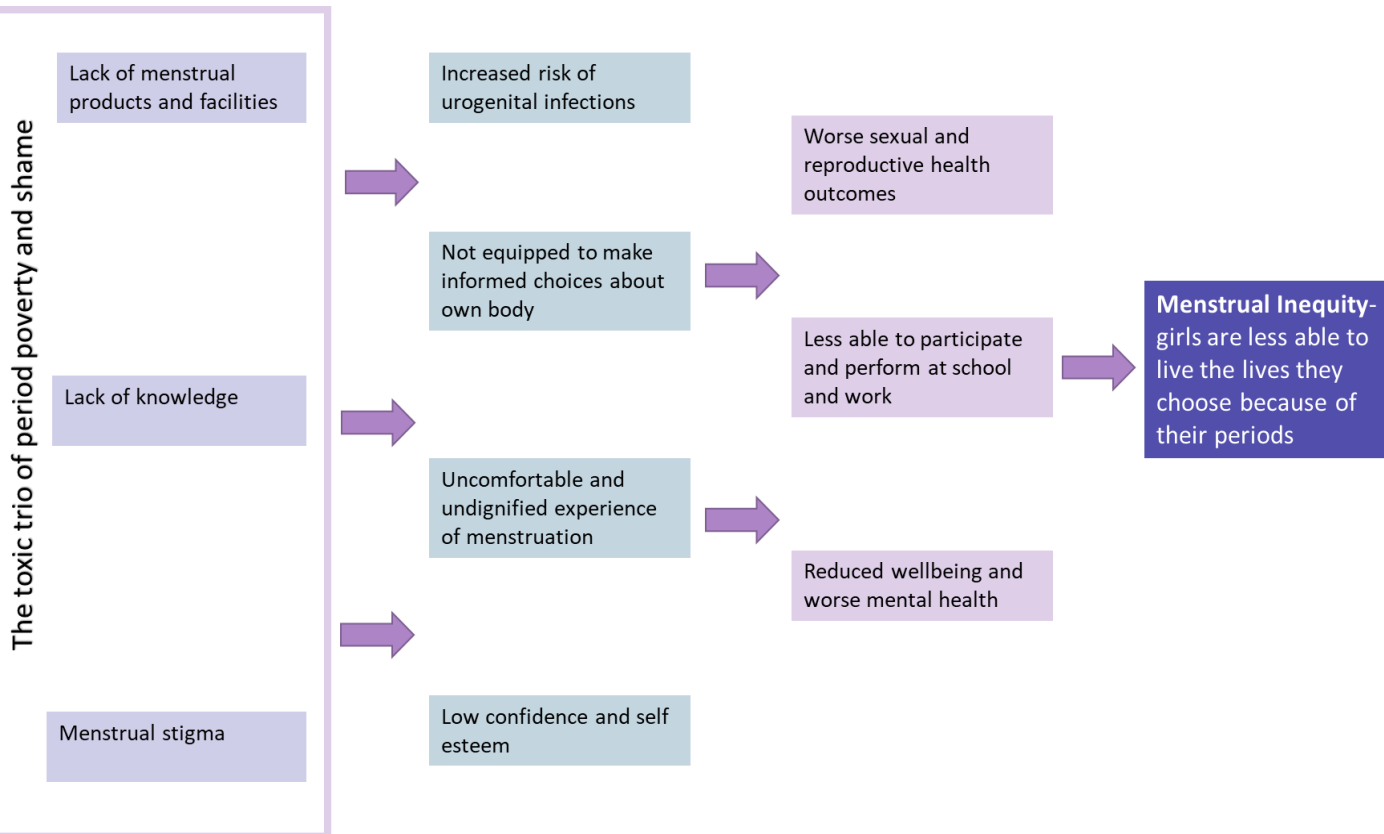 The toxic trio of period poverty and shame
Lack of menstrual
products and facilities
Lack of knowledge
Menstrual stigma
Increased risk of
urogenital infections
Not equipped to make
informed choices about
own body
Uncomfortable and
undignified experience
of menstruation
Low confidence and self
esteem
Worse sexual and
reproductive health
outcomes
Less able to participate
and perform at school
and work
Reduced wellbeing and
worse mental health
Menstrual Inequity-
girls are less able to
live the lives they
choose because of
their periods